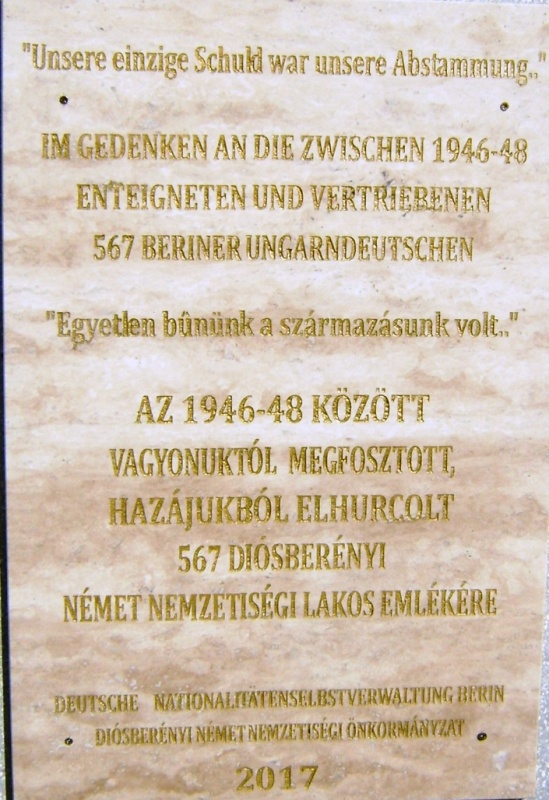 "Unsere einzige Schuld war unsere Abstammung.."
IM GEDENKEN AN DIE ZWISCHEN 1946-48
ENTEIGNETEN UND VERTRIEBENEN
567 BERINER UNGARNDEUTSCHEN
"Egyetlen bûnünk a származásunk volt.."
AZ 1946-48 KÖZÖTT
VAGYONUKTÓL MEGFOSZTOTT,
HAZÁJUKBÓL ELHURCOLT
567 DIÓSBERÉNYI
NÉMET NEMZETISÉGI LAKOS EMLÉKÉRE
DEUTSCHE NATIONALITÄTENSELBSTVERWALTUNG BERIN
DIÓSBERÉNYI NÉMET NEMZETISÉGI ÖNKORMÁNYZAT
2017